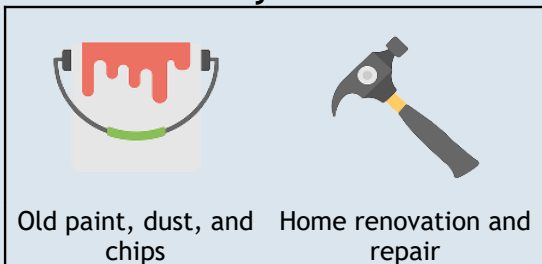 Old paint, dust, and
chips
Home renovation and
repair